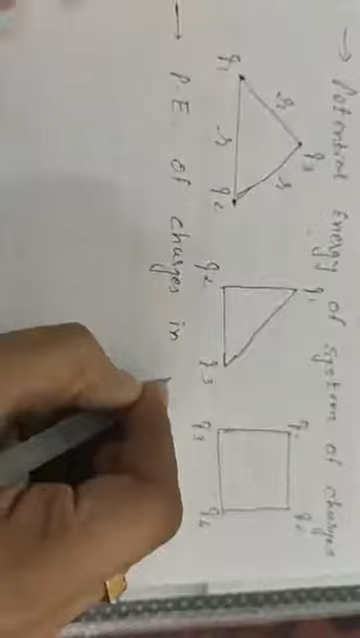 → Potential Energy of system of charges
q₃ q₁ q₁ q₂
r r
r
q₁ q₂ q₂ q₃ q₃ q₄
→ P.E. of charges in